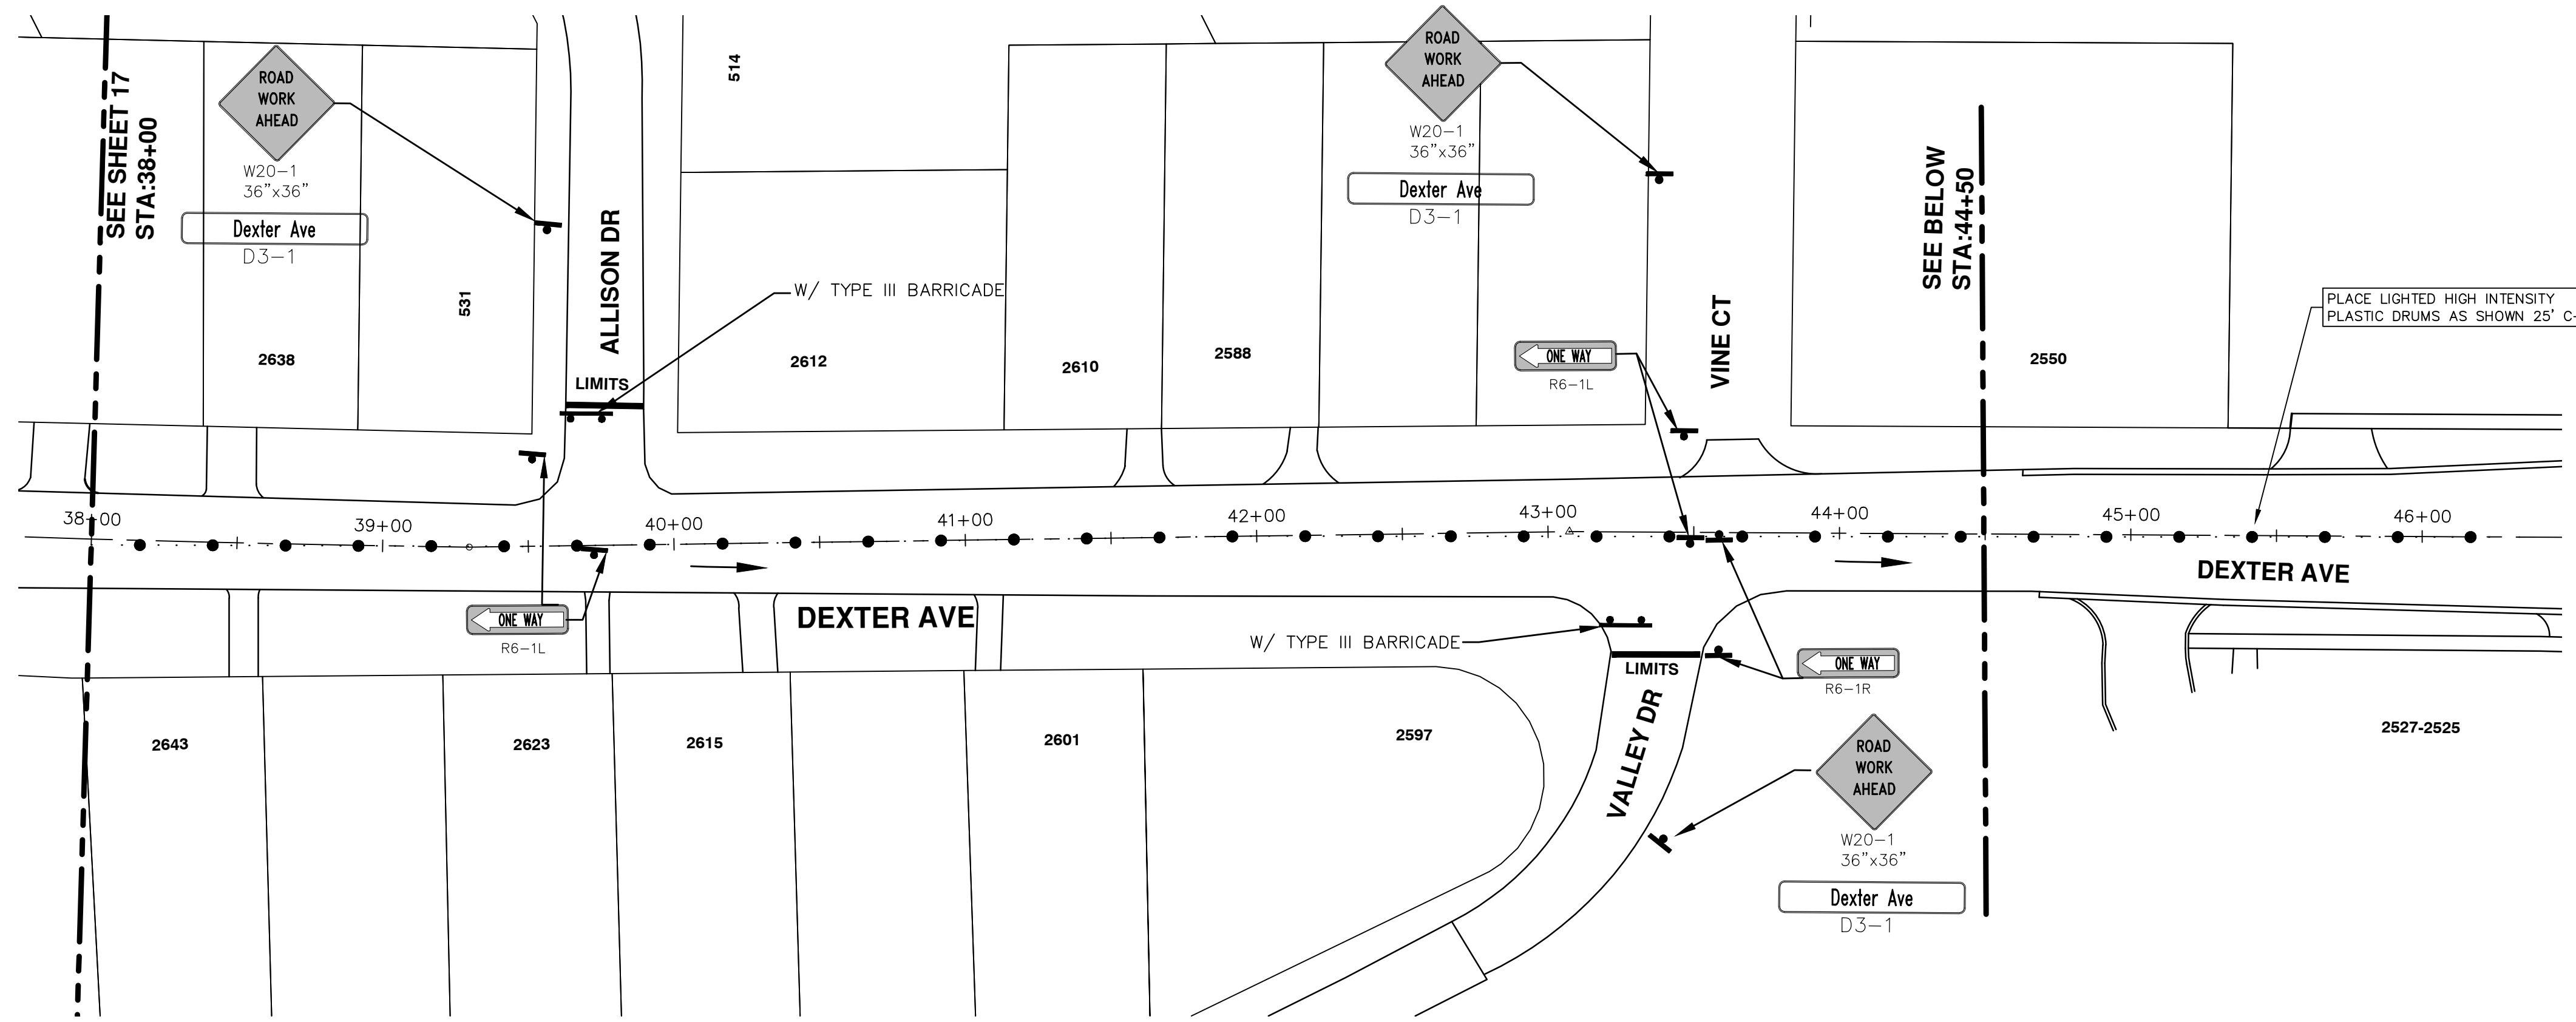 SEE SHEET 17
STA:38+00
ROAD
WORK
AHEAD
W20-1
36"x36"
Dexter Ave
D3-1
2638
531
ALLISON DR
514
W/ TYPE III BARRICADE
LIMITS
2612
2610
2588
ROAD
WORK
AHEAD
W20-1
36"x36"
Dexter Ave
D3-1
ONE WAY
R6-1L
VINE CT
SEE BELOW
STA:44+50
2550
PLACE LIGHTED HIGH INTENSITY
PLASTIC DRUMS AS SHOWN 25' C-
38+00
39+00
40+00
41+00
42+00
43+00
44+00
45+00
46+00
DEXTER AVE
DEXTER AVE
ONE WAY
R6-1L
W/ TYPE III BARRICADE
LIMITS
VALLEY DR
ONE WAY
R6-1R
2643
2623
2615
2601
2597
2527-2525
ROAD
WORK
AHEAD
W20-1
36"x36"
Dexter Ave
D3-1